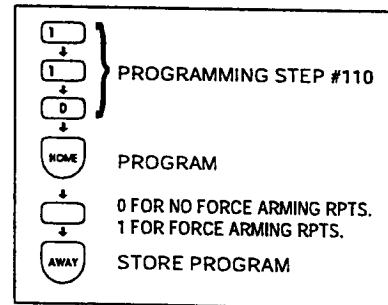 1
1
PROGRAMMING STEP #110
0
HOME
PROGRAM
0 FOR NO FORCE ARMING RPTS.
1 FOR FORCE ARMING RPTS.
AWAY
STORE PROGRAM